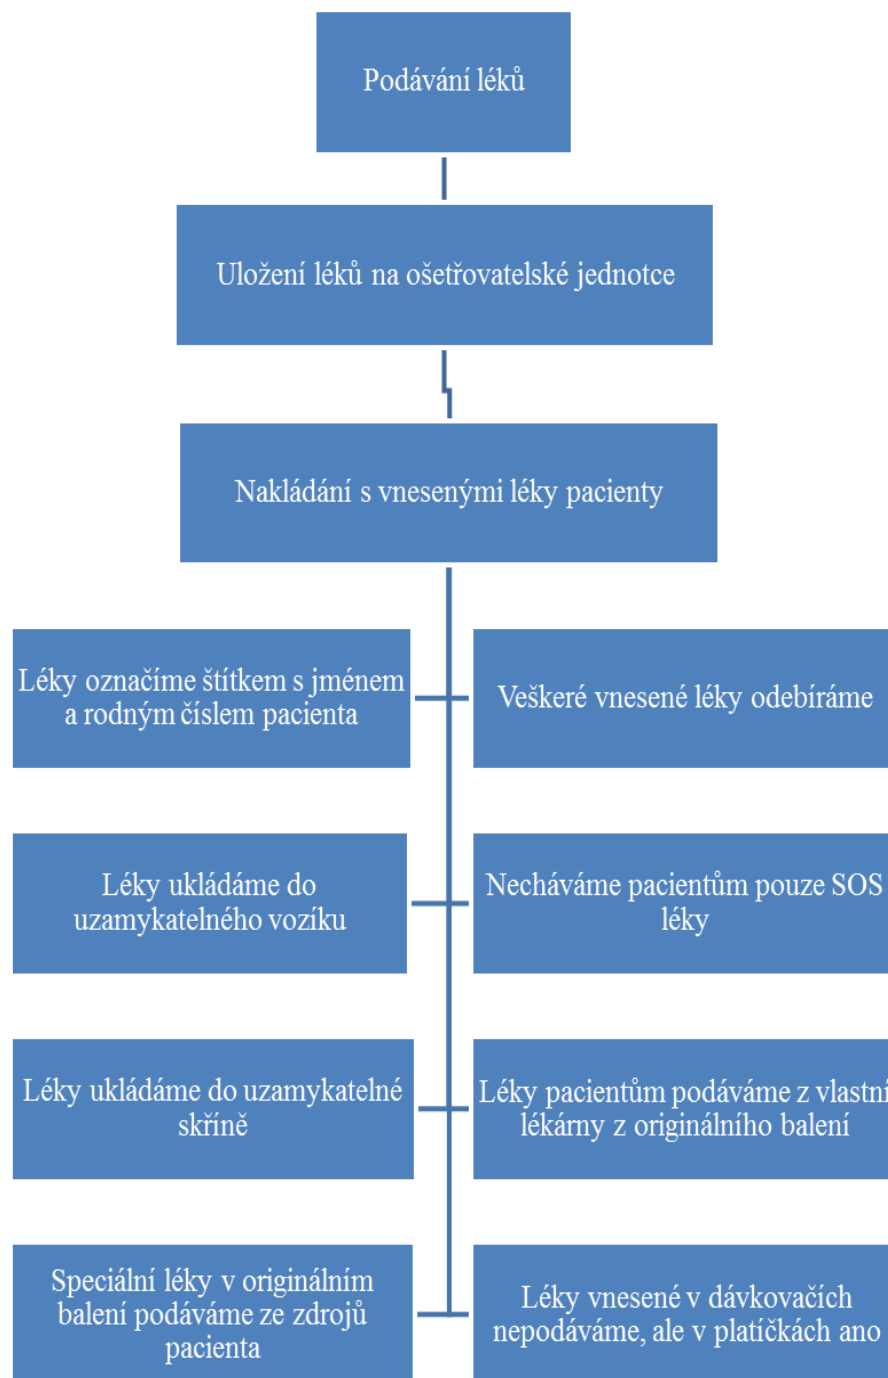 Podávání léků
Uložení léků na ošetřovatelské jednotce
Nakládání s vnesenými léky pacienty
Léky označíme štítkem s jménem
a rodným číslem pacienta
Veškeré vnesené léky odebíráme
Léky ukládáme do
uzamykatelného vozíku
Necháváme pacientům pouze SOS
léky
Léky ukládáme do uzamykatelné
skříně
Léky pacientům podáváme z vlastní
lékárny z originálního balení
Speciální léky v originálním
balení podáváme ze zdrojů
pacienta
Léky vnesené v dávkovačích
nepodáváme, ale v platíčkách ano